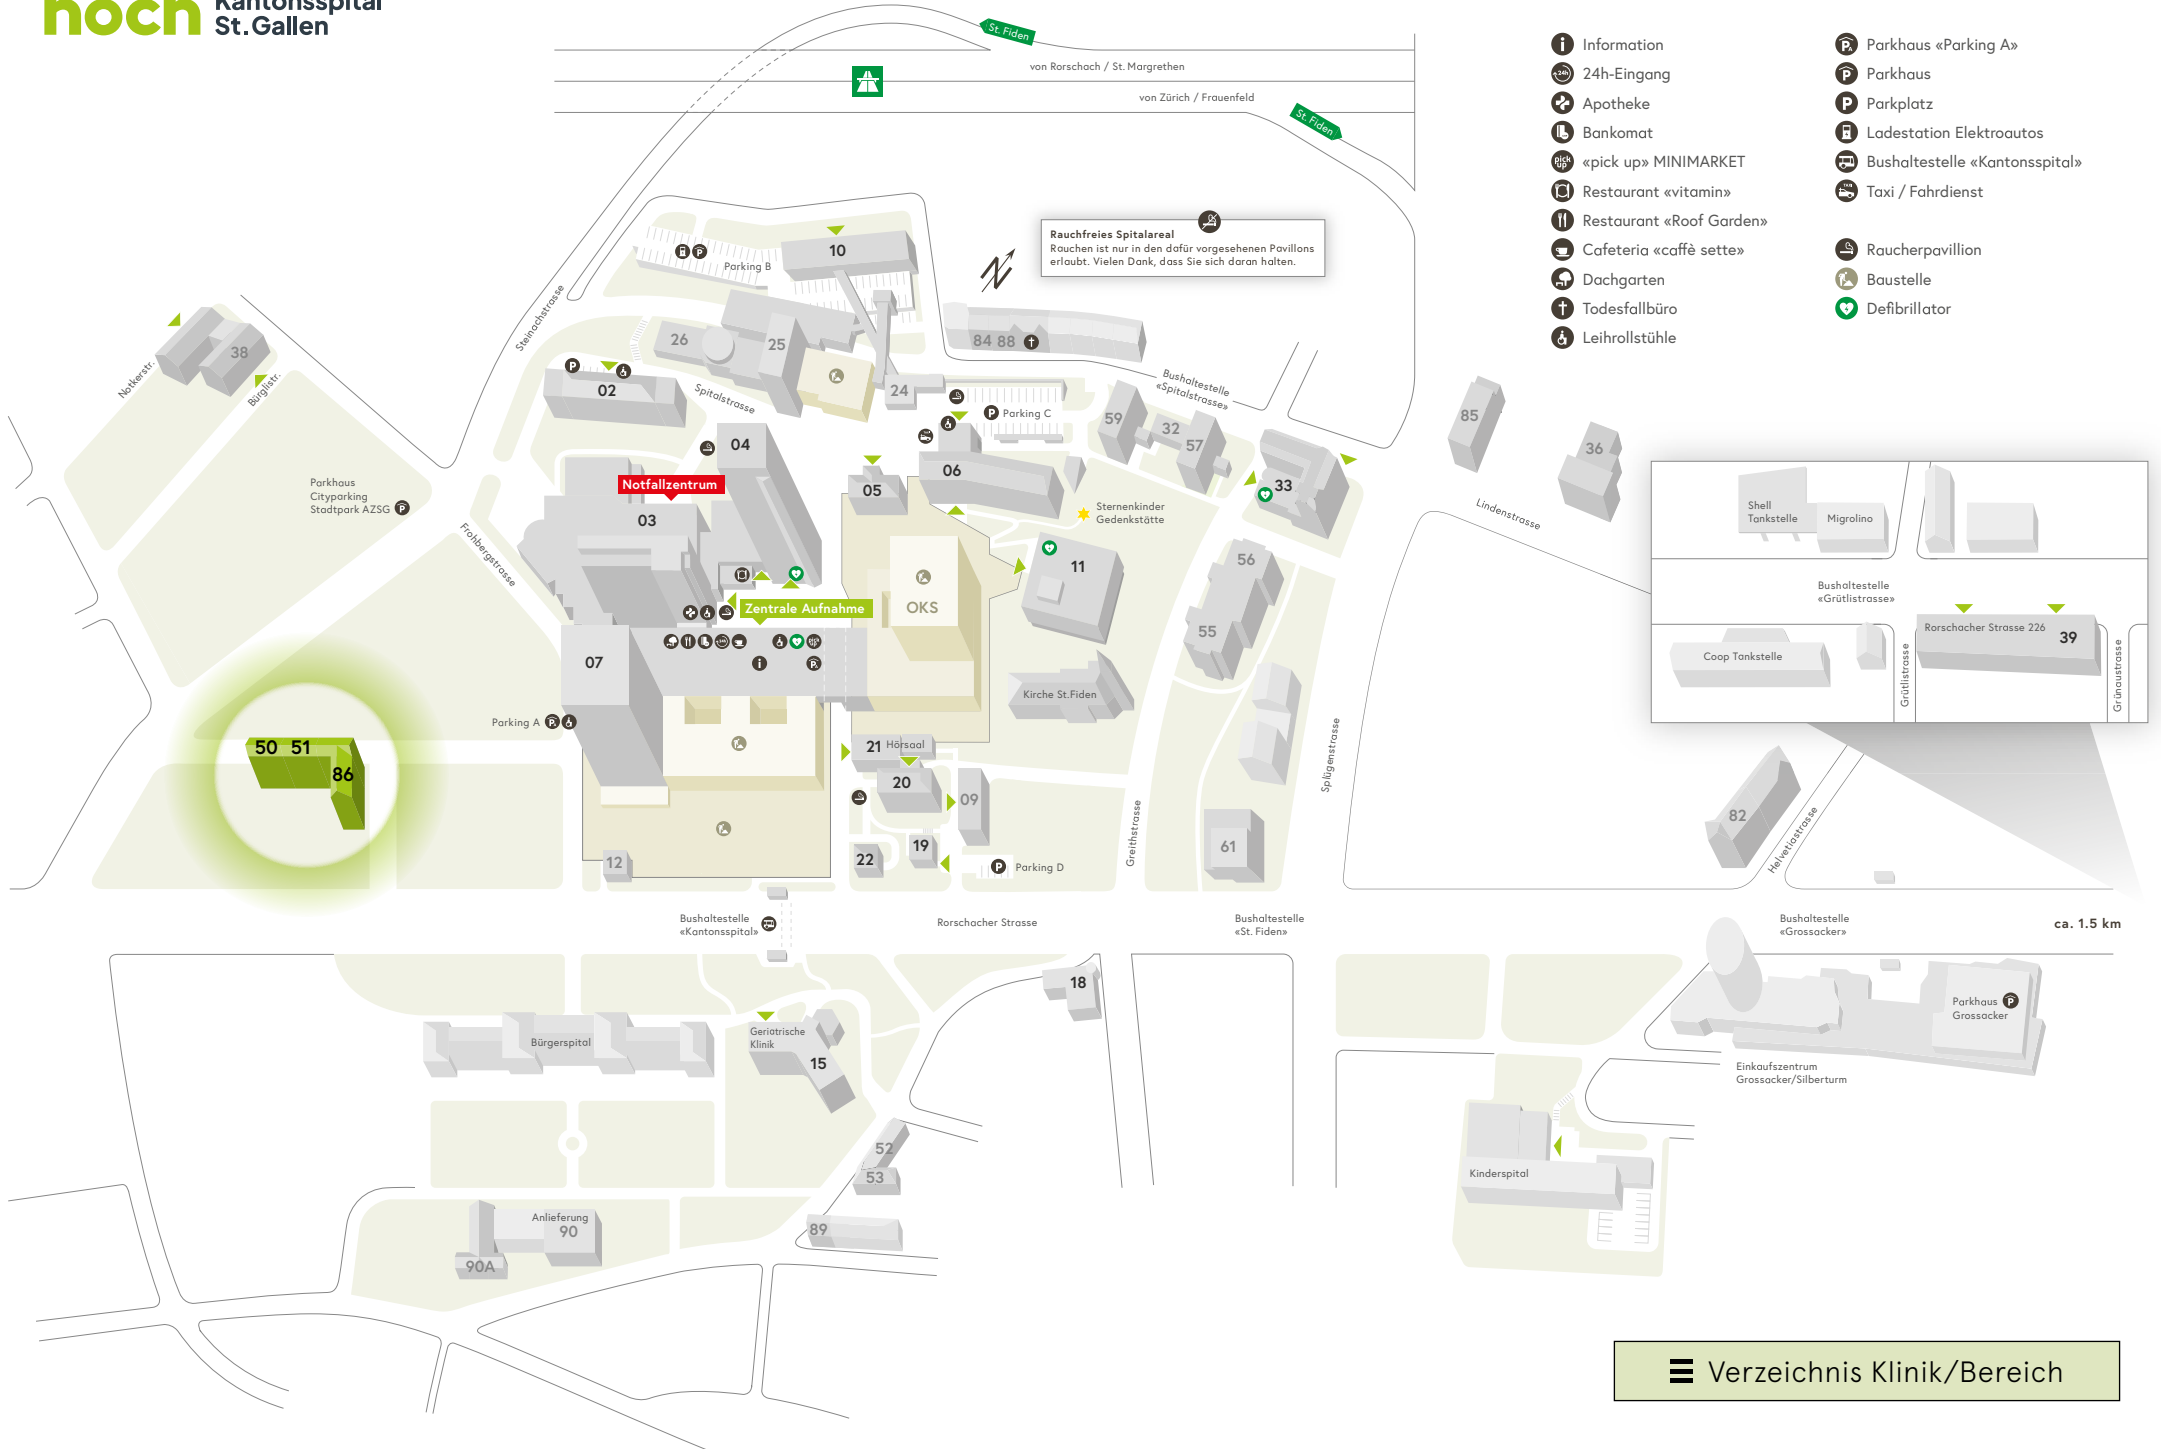 noch Kantonsspital
St.Gallen
St. Fiden
von Rorschach / St. Margrethen
von Zürich / Frauenfeld
St. Fiden
Information
24h-Eingang
Apotheke
Bankomat
«pick up» MINIMARKET
Restaurant «vitamin»
Restaurant «Roof Garden»
Cafeteria «caffè sette»
Dachgarten
Todesfallbüro
Leihrollstühle
Parkhaus «Parking A»
Parkhaus
Parkplatz
Ladestation Elektroautos
Bushaltestelle «Kantonsspital»
Taxi / Fahrdienst
Raucherpavillion
Baustelle
Defibrillator
Rauchfreies Spitalareal
Rauchen ist nur in den dafür vorgesehenen Pavillons
erlaubt. Vielen Dank, dass Sie sich daran halten.
N
10
Parking B
Steinachstrasse
38
Notkerstr.
Bürglistr.
26
25
84 88
02
Spitalstrasse
24
Bushaltestelle
«Spitalstrasse»
Parking C
59
32
57
85
36
04
06
05
33
Notfallzentrum
03
Parkhaus
Cityparking
Stadtpark AZSG
Frohbergstrasse
Sternenkinder
Gedenkstätte
Lindenstrasse
11
56
55
OKS
Zentrale Aufnahme
07
Kirche St.Fiden
Shell
Tankstelle
Migrolino
Bushaltestelle
«Grütlistrasse»
Rorschacher Strasse 226
39
Coop Tankstelle
Grütlistrasse
Grünaustrasse
Parking A
50 51
86
21 Hörsaal
20
09
19
22
12
Parking D
Greithstrasse
Splügenstrasse
61
82
Helvetiastrasse
Bushaltestelle
«Kantonsspital»
Rorschacher Strasse
Bushaltestelle
«St. Fiden»
Bushaltestelle
«Grossacker»
ca. 1.5 km
18
Bürgerspital
Geriatrische
Klinik
15
Parkhaus
Grossacker
Einkaufszentrum
Grossacker/Silberturm
52
53
89
Kinderspital
Anlieferung
90
90A
Verzeichnis Klinik/Bereich